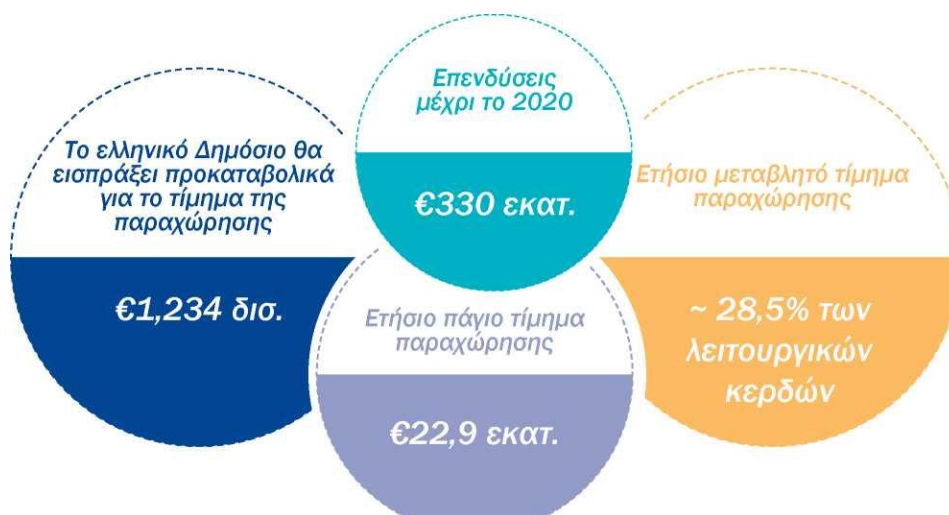 Το ελληνικό Δημόσιο θα
εισπράξει προκαταβολικά
για το τίμημα της
παραχώρησης
€1,234 δισ.
Επενδύσεις
μέχρι το 2020
€330 εκατ.
Ετήσιο πάγιο τίμημα
παραχώρησης
€22,9 εκατ.
Ετήσιο μεταβλητό τίμημα
παραχώρησης
~ 28,5% των
λειτουργικών
κερδών